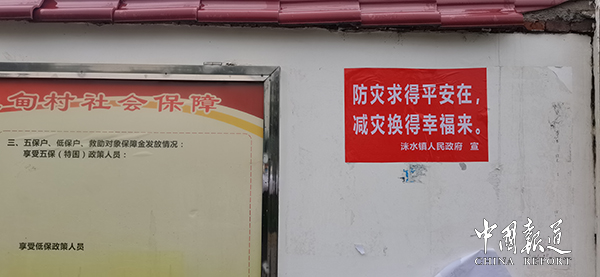 甸村社会保障
三、五保户、低保户、救助对象保障金发放情况：
享受五保（特困）政策人员：
享受低保政策人员
防灾求得平安在，
减灾换得幸福来。
涞水镇人民政府 宣
中國報道
CHINA REPORT